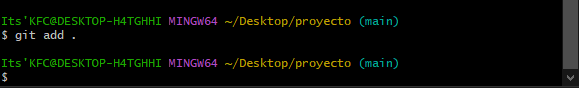 Its'KFC@DESKTOP-H4TGHHI MINGW64 ~/Desktop/proyecto (main)
$ git add .
Its'KFC@DESKTOP-H4TGHHI MINGW64 ~/Desktop/proyecto (main)
$